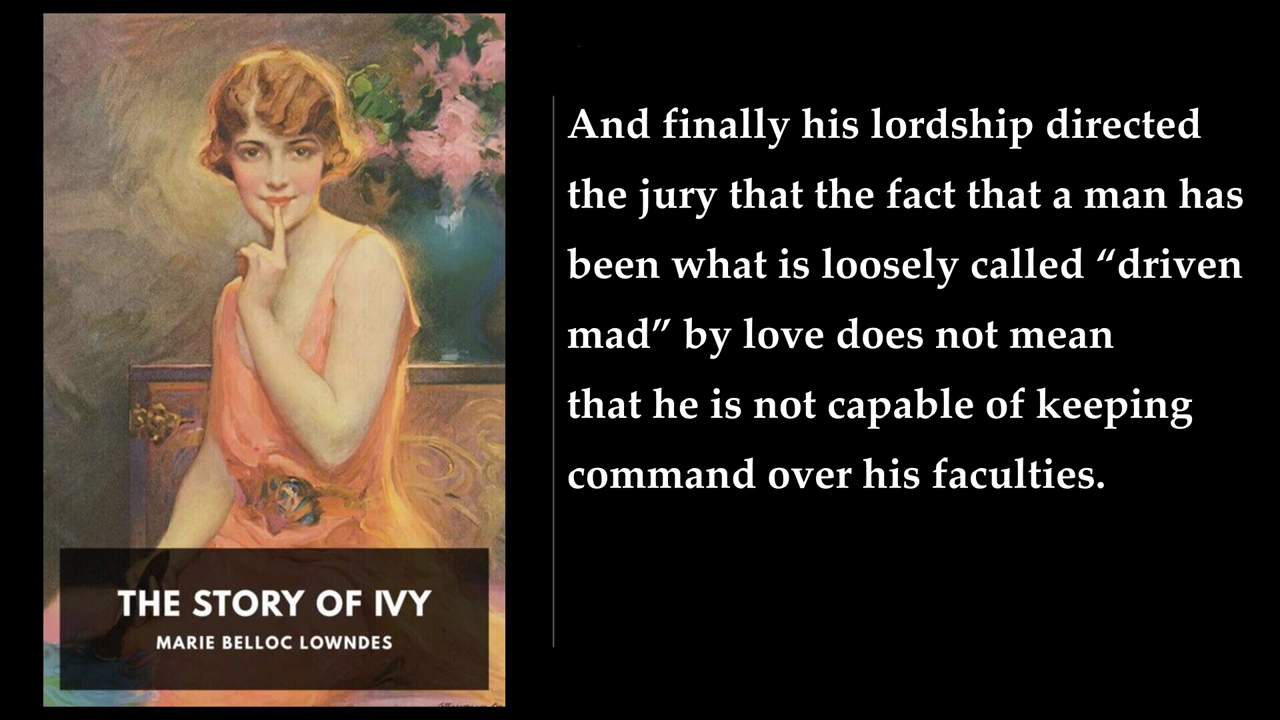 And finally his lordship directed
the jury that the fact that a man has
been what is loosely called “driven
mad” by love does not mean
that he is not capable of keeping
command over his faculties.
THE STORY OF IVY
MARIE BELLOC LOWNDES